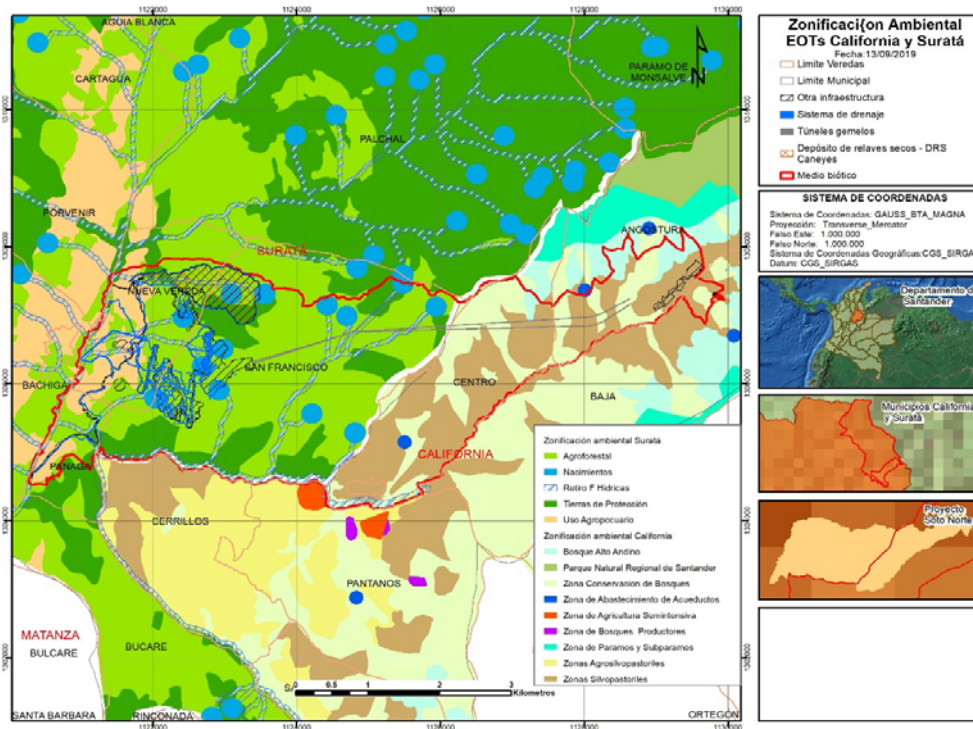 Zonificaci{on Ambiental
EOTs California y Suratá
Fecha:13/09/2019
Limite Veredas
Limite Municipal
Otra infraestructura
Sistema de drenaje
Túneles gemelos
Depósito de relaves secos - DRS
Caneyes
Medio biótico
SISTEMA DE COORDENADAS
Sistema de Coordenadas: GAUSS_BTA_MAGNA
Proyección: Transverse_Mercator
Falso Este: 1.000.000
Falso Norte: 1.000.000
Sistema de Coordenadas Geográficas:CGS_SIRGA
Datum: CGS_SIRGAS
Departamento d
Santander
Municipios California
y Suratá
Proyecto
Soto Norte
AGUIA BLANCA
CARTAGUA
PARAMO DE
MONSALVE
PALCHAL
PORVENIR
SURATÁ
ANGOSTURA
NUEVA VEREDA
SAN FRANCISCO
BACHIGA
CENTRO
BAJA
CALIFORNIA
PANAGA
CERRILLOS
PANTANOS
MATANZA
BULCARE
BUCARE
SANTA BARBARA
RINCONADA
ORTEGON
Zonificación ambiental Surata
Agroforestal
Nacimientos
Retiro F Hidricas
Tierras de Protección
Uso Agropocuario
Zonificación ambiental California
Bosque Alto Andino
Parque Natural Regional de Santander
Zona Conservacion de Bosques
Zona de Abastecimiento de Acueductos
Zona de Agricultura Semintensiva
Zona de Bosques Productores
Zona de Paramos y Subparamos
Zonas Agrosilvopastoriles
Zonas Silvopastoriles
0 0.5 1 2 3
Kilometros
N